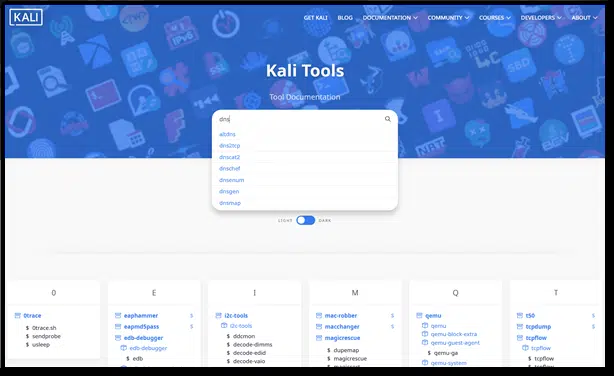 KALI
GET KALI BLOG DOCUMENTATION COMMUNITY COURSES DEVELOPERS ABOUT
Kali Tools
Tool Documentation
dns
altdns
dns2tcp
dnscat2
dnschef
dnsenum
dnsgen
dnsmap
LIGHT DARK
0
0trace
$ 0trace.sh
$ sendprobe
$ usleep
E
eaphammer $
eapmd5pass $
edb-debugger
edb-debugger
$ edb
I
i2c-tools
i2c-tools
$ ddcmon
$ decode-dimms
$ decode-edid
$ decode-vaio
M
mac-robber $
macchanger $
magicrescue
$ dupemap
$ magicrescue
Q
qemu
qemu
qemu-block-extra
qemu-guest-agent
$ qemu-ga
qemu-system
T
t50 $
tcpdump $
tcpflow
tcpflow
$ tcpflow